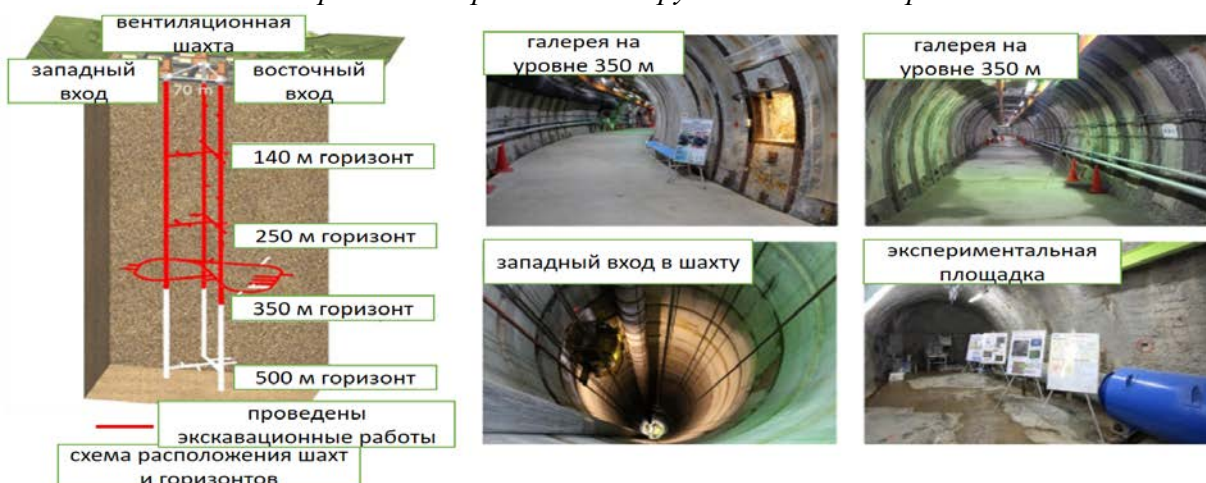 вентиляционная
шахта
западный
вход
восточный
вход
70 m
140 м горизонт
250 м горизонт
350 м горизонт
500 м горизонт
проведены
экскавационные работы
схема расположения шахт
и горизонтов
галерея на
уровне 350 м
галерея на
уровне 350 м
западный вход в шахту
экспериментальная
площадка